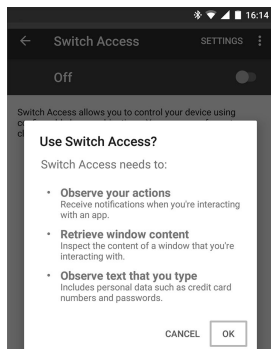 16:14
Switch Access SETTINGS
Off
Switch Access allows you to control your device using
Use Switch Access?
Switch Access needs to:
• Observe your actions
Receive notifications when you're interacting
with an app.
• Retrieve window content
Inspect the content of a window that you're
interacting with.
• Observe text that you type
Includes personal data such as credit card
numbers and passwords.
CANCEL OK